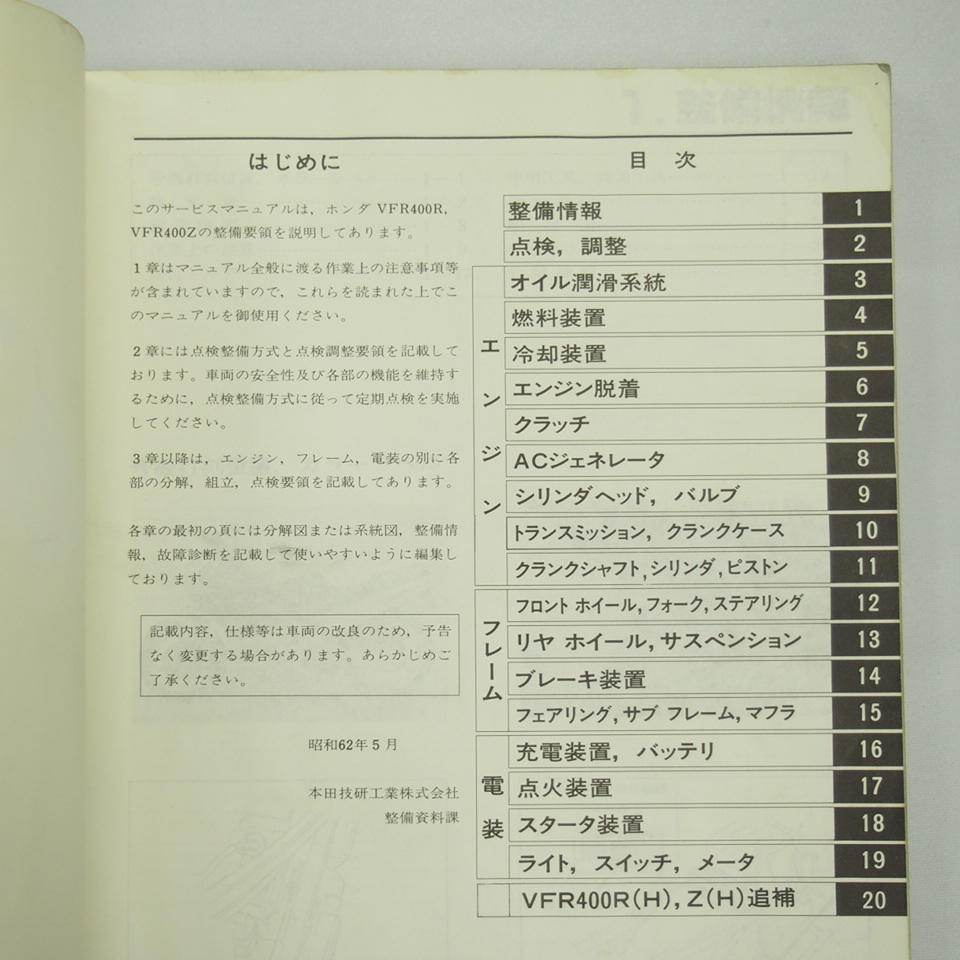 はじめに
このサービスマニュアルは，ホンダ VFR400R，
VFR400Zの整備要領を説明してあります。
1章はマニュアル全般に渡る作業上の注意事項等
が含まれていますので，これらを読まれた上でこ
のマニュアルを御使用ください。
2章には点検整備方式と点検調整要領を記載して
おります。車両の安全性及び各部の機能を維持す
るために，点検整備方式に従って定期点検を実施
してください。
3章以降は，エンジン，フレーム，電装の別に各
部の分解，組立，点検要領を記載してあります。
各章の最初の頁には分解図または系統図，整備情
報，故障診断を記載して使いやすいように編集し
ております。
記載内容，仕様等は車両の改良のため，予告
なく変更する場合があります。あらかじめご
了承ください。
昭和62年5月
本田技研工業株式会社
整備資料課
目 次
整備情報 1
点検，調整 2
エンジン
オイル潤滑系統 3
燃料装置 4
冷却装置 5
エンジン脱着 6
クラッチ 7
ACジェネレータ 8
シリンダヘッド，バルブ 9
トランスミッション，クランクケース 10
クランクシャフト，シリンダ，ピストン 11
フレーム
フロント ホイール，フォーク，ステアリング 12
リヤ ホイール，サスペンション 13
ブレーキ装置 14
フェアリング，サブ フレーム，マフラ 15
電装
充電装置，バッテリ 16
点火装置 17
スタータ装置 18
ライト，スイッチ，メータ 19
VFR400R(H)，Z(H)追補 20